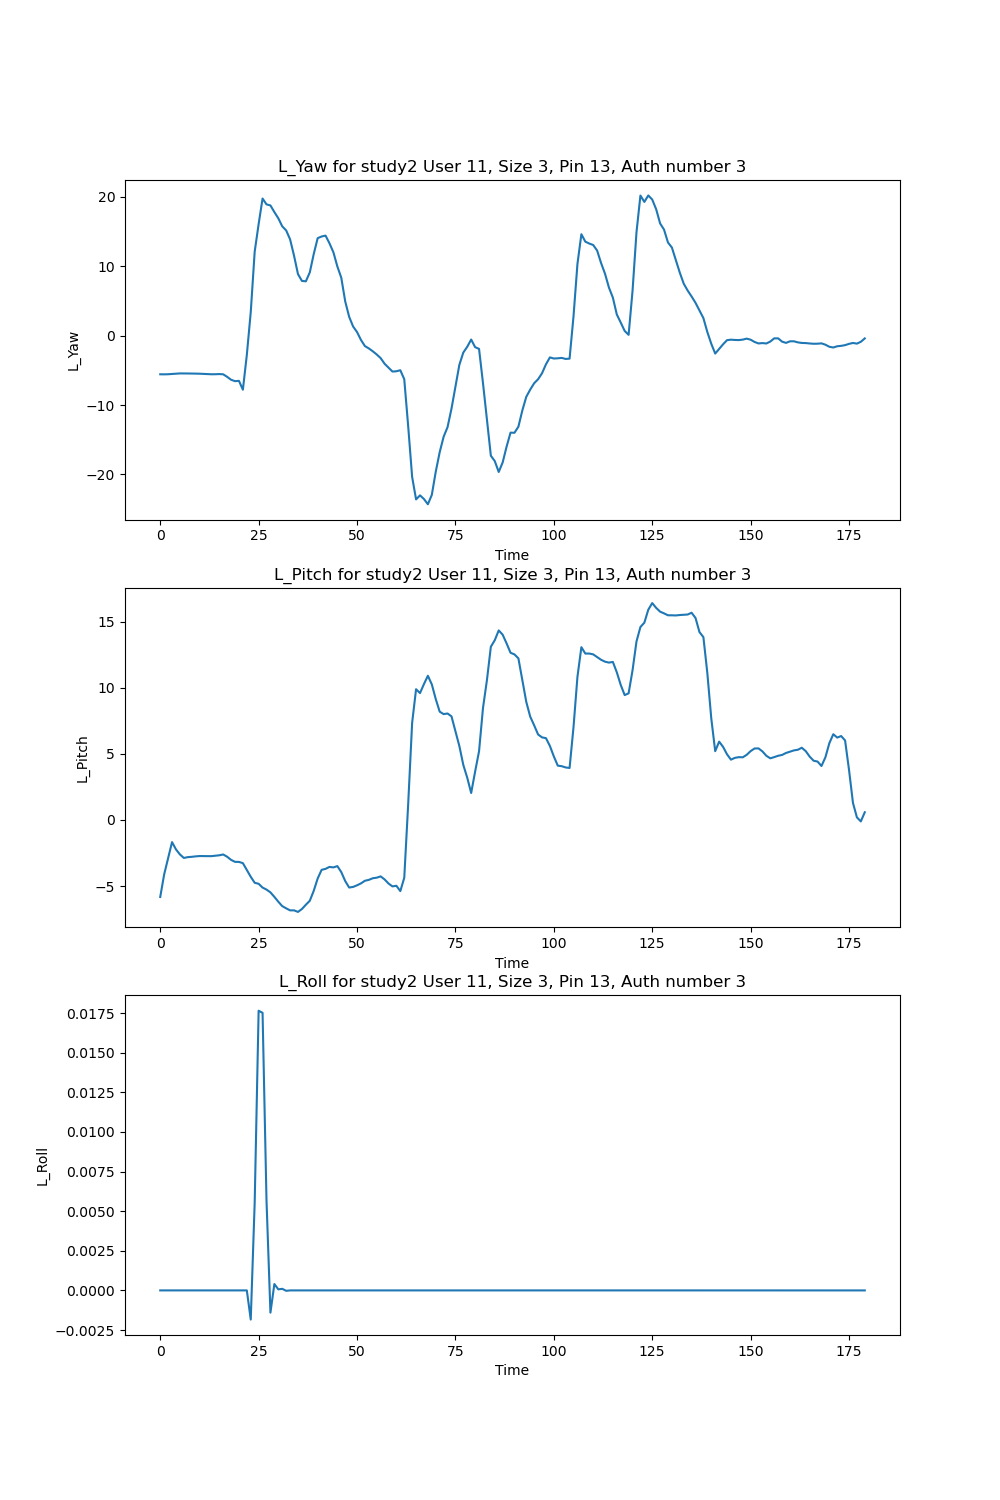 L_Yaw for study2 User 11, Size 3, Pin 13, Auth number 3
20
10
0
−10
−20
L_Yaw
0 25 50 75 100 125 150 175
Time
L_Pitch for study2 User 11, Size 3, Pin 13, Auth number 3
15
10
5
0
−5
L_Pitch
0 25 50 75 100 125 150 175
Time
L_Roll for study2 User 11, Size 3, Pin 13, Auth number 3
0.0175
0.0150
0.0125
0.0100
0.0075
0.0050
0.0025
0.0000
−0.0025
L_Roll
0 25 50 75 100 125 150 175
Time